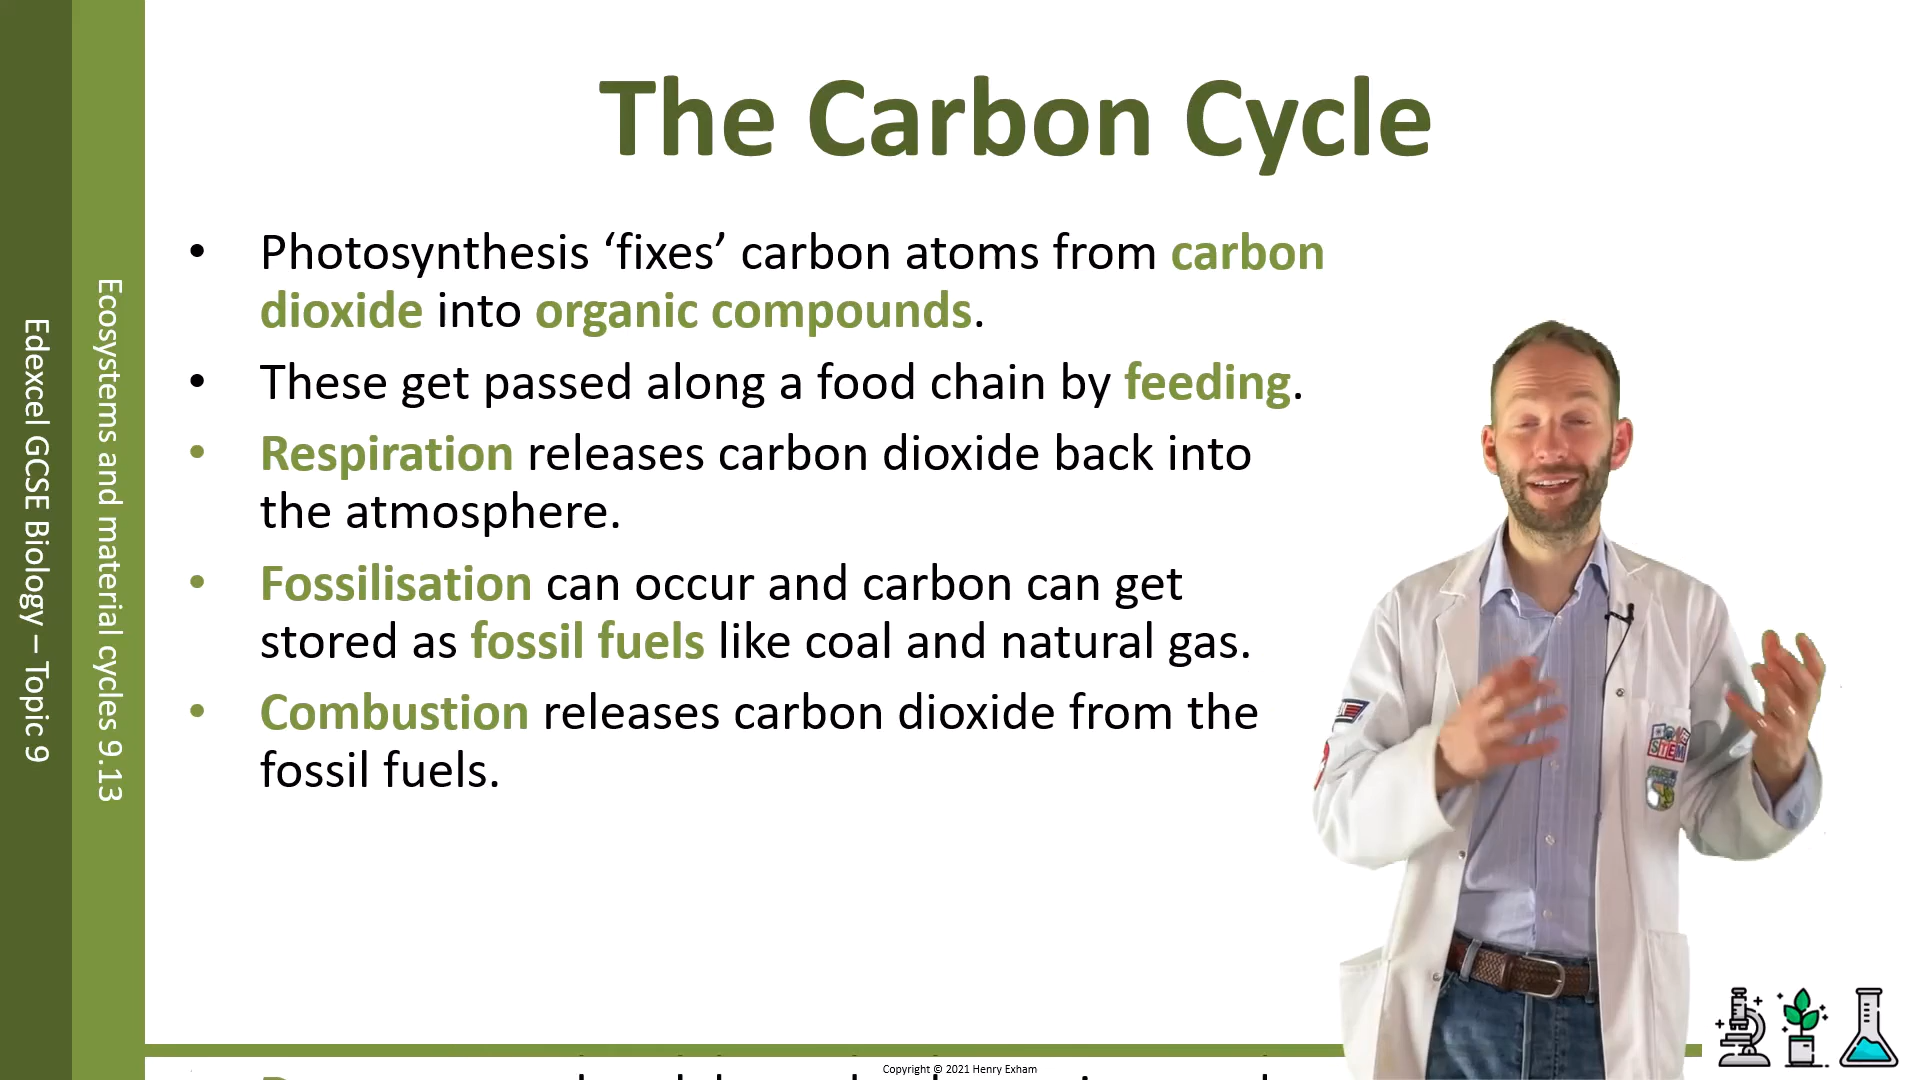 The Carbon Cycle
• Photosynthesis ‘fixes’ carbon atoms from carbon
dioxide into organic compounds.
• These get passed along a food chain by feeding.
• Respiration releases carbon dioxide back into
the atmosphere.
• Fossilisation can occur and carbon can get
stored as fossil fuels like coal and natural gas.
• Combustion releases carbon dioxide from the
fossil fuels.
Ecosystems and material cycles 9.13
Edexcel GCSE Biology – Topic 9
STEM
Copyright © 2021 Henry Exham